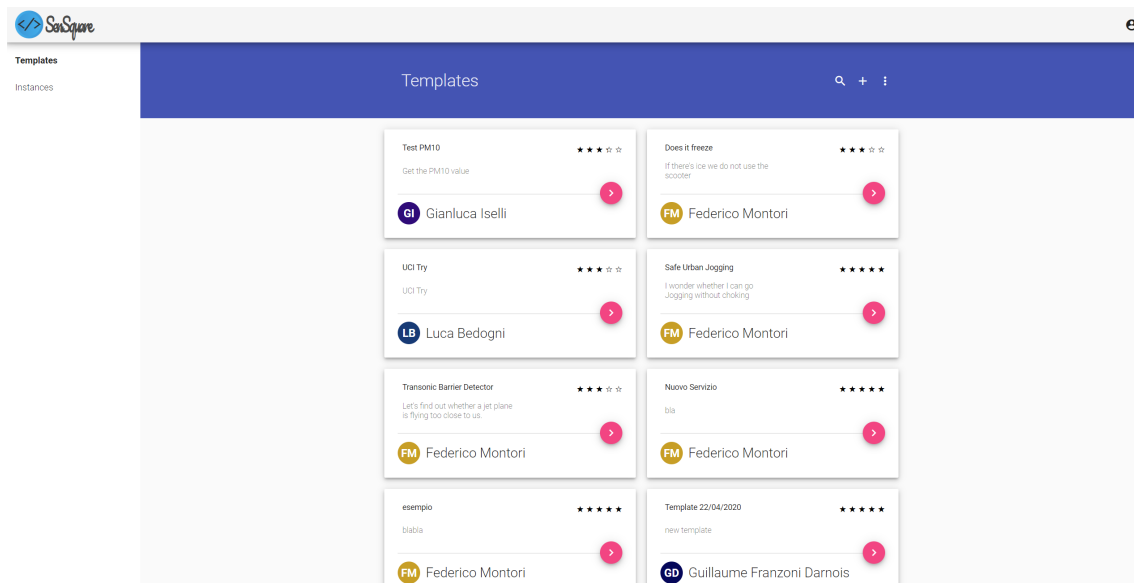 </> SenSquare
Templates
Instances
Templates
Test PM10
Get the PM10 value
GI Gianluca Iselli
Does it freeze
If there's ice we do not use the
scooter
FM Federico Montori
UCI Try
UCI Try
LB Luca Bedogni
Safe Urban Jogging
I wonder whether I can go
Jogging without choking
FM Federico Montori
Transonic Barrier Detector
Let's find out whether a jet plane
is flying too close to us
FM Federico Montori
Nuovo Servizio
bla
FM Federico Montori
esempio
blabla
FM Federico Montori
Template 22/04/2020
new template
GD Guillaume Franzoni Darnois